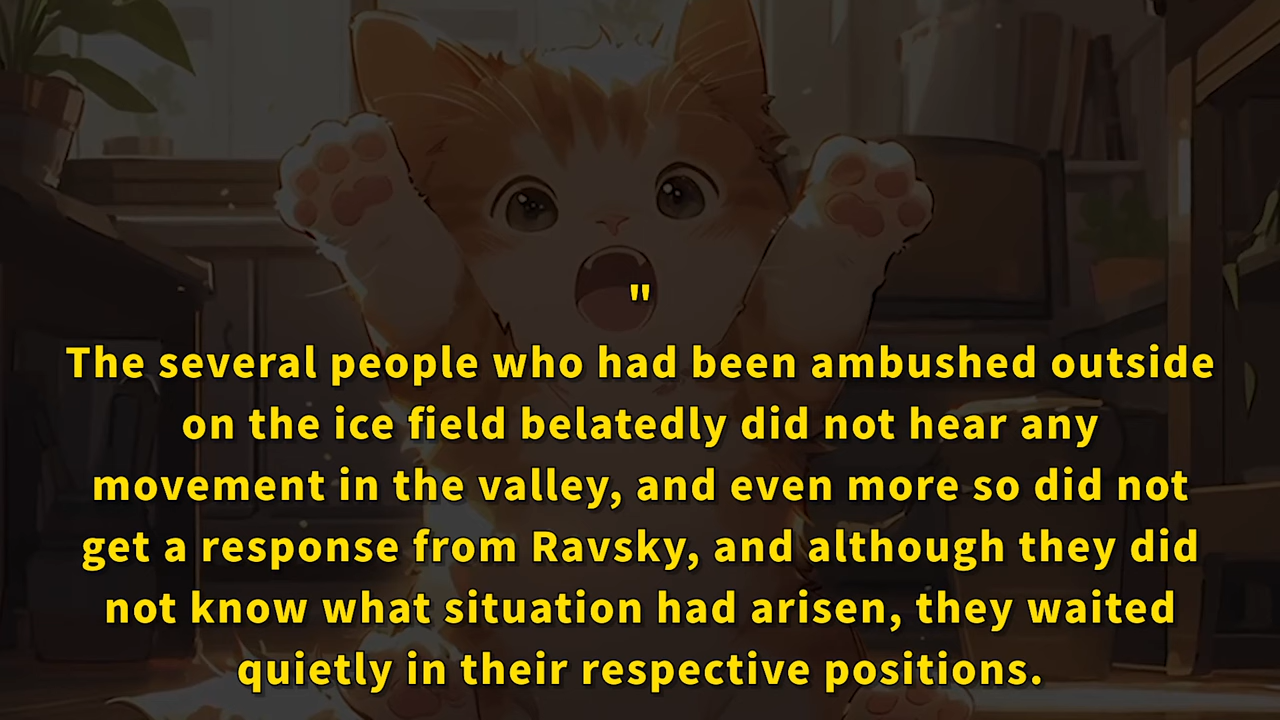 "
The several people who had been ambushed outside
on the ice field belatedly did not hear any
movement in the valley, and even more so did not
get a response from Ravsky, and although they did
not know what situation had arisen, they waited
quietly in their respective positions.